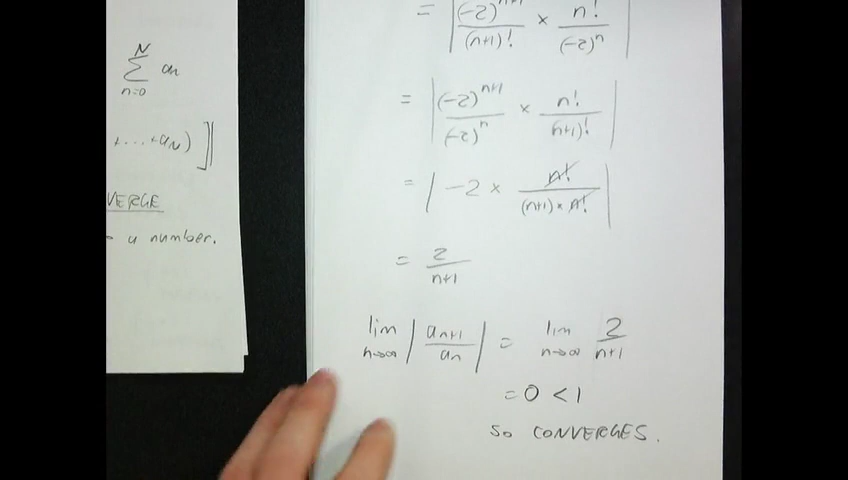 N
∑ an
n=0
+...+aN) ]
VERGE
a number.
= | (-2)^{n+1} / (n+1)! × n! / (-2)^n |
= | (-2)^{n+1} / (-2)^n × n! / (n+1)! |
= | -2 × n! / (n+1) × n! |
= 2 / n+1
lim n→∞ | an+1 / an | = lim n→∞ 2 / n+1
= 0 < 1
SO CONVERGES.